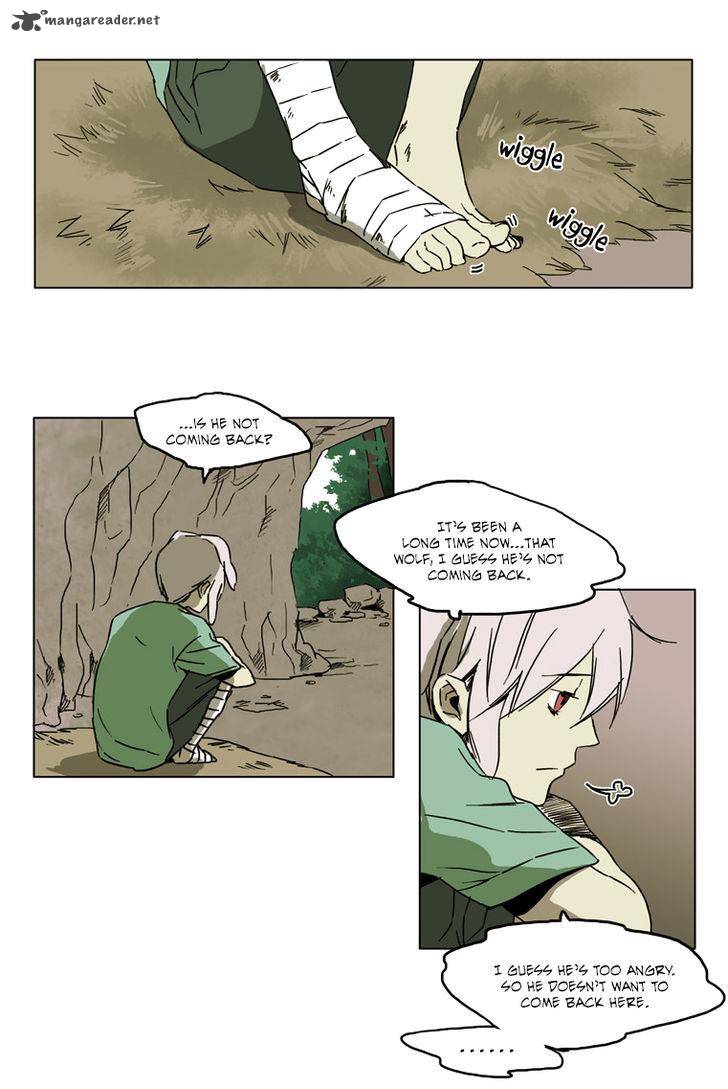 mangareader.net
wiggle
wiggle
...IS HE NOT
COMING BACK?
IT'S BEEN A
LONG TIME NOW...THAT
WOLF, I GUESS HE'S NOT
COMING BACK.
I GUESS HE'S TOO ANGRY.
SO HE DOESN'T WANT TO
COME BACK HERE.
......